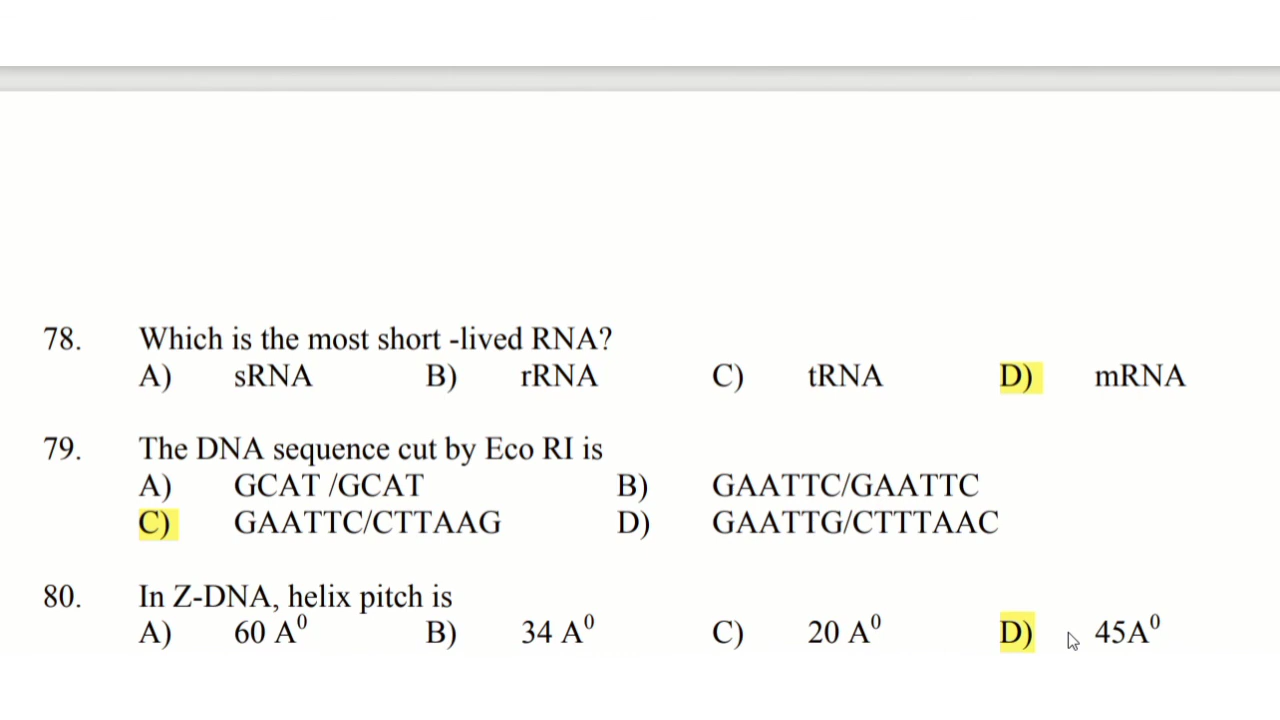 78. Which is the most short -lived RNA?
A) sRNA B) rRNA C) tRNA D) mRNA
79. The DNA sequence cut by Eco RI is
A) GCAT /GCAT B) GAATTC/GAATTC
C) GAATTC/CTTAAG D) GAATTG/CTTTAAC
80. In Z-DNA, helix pitch is
A) 60 A⁰ B) 34 A⁰ C) 20 A⁰ D) 45A⁰